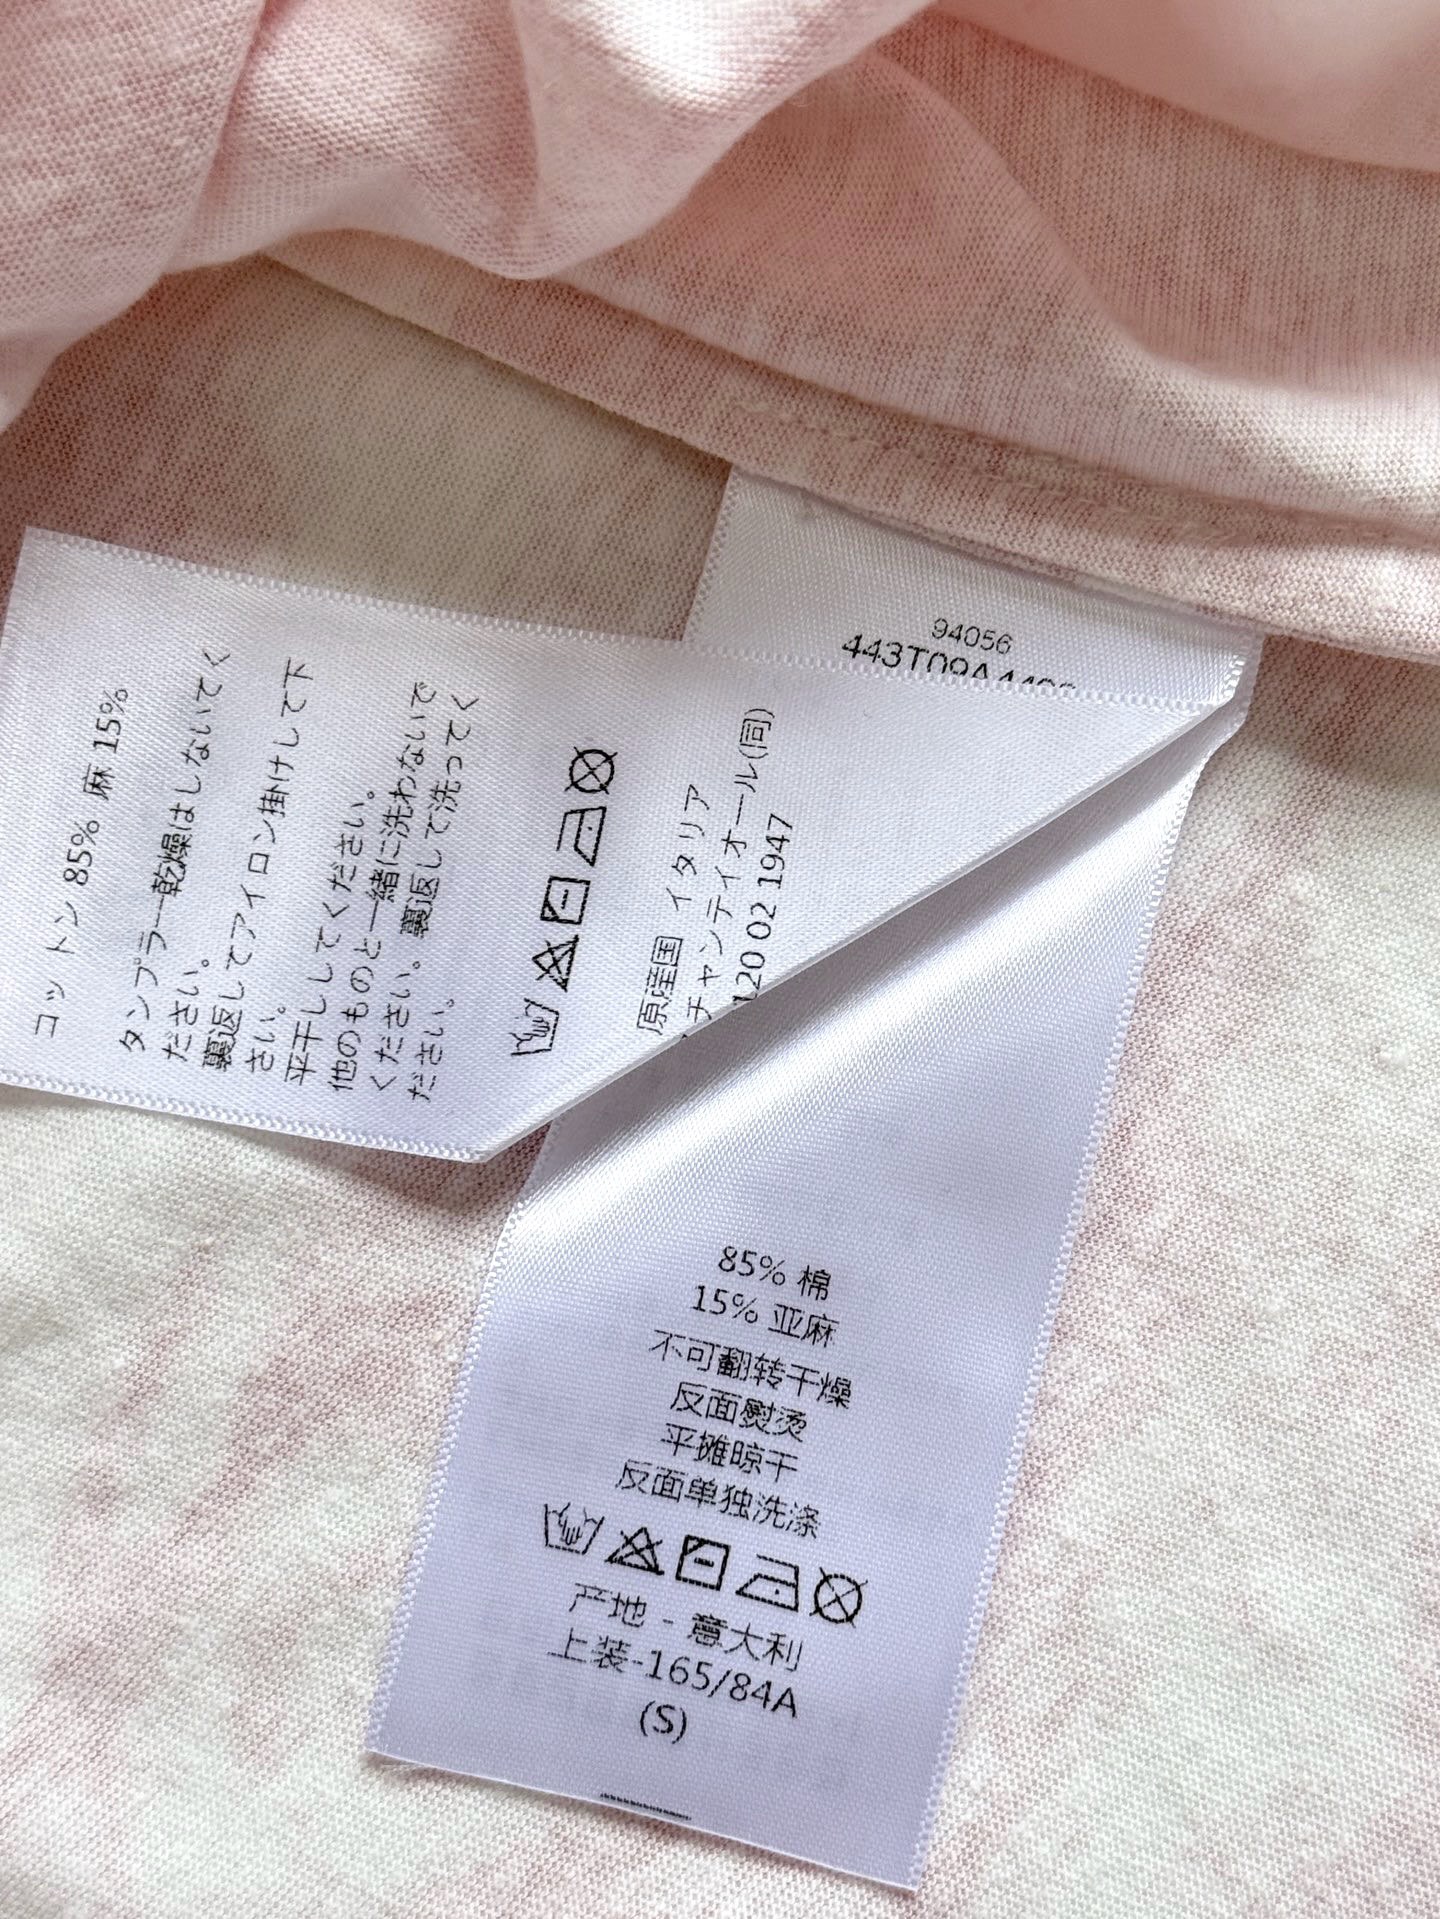 94056
コットン 85% 麻 15%
タンブラー乾燥はしないでく
ださい。
裏返してアイロン掛けして下
さい。
平干ししてください。
他のものと一緒に洗わないで
ください。裏返して洗ってく
ださい。
原産国 イタリア
チャンディオール(同)
120 02 1947
85% 棉
15% 亚麻
不可翻转干燥
反面熨烫
平摊晾干
反面单独洗涤
产地 - 意大利
上装-165/84A
(S)